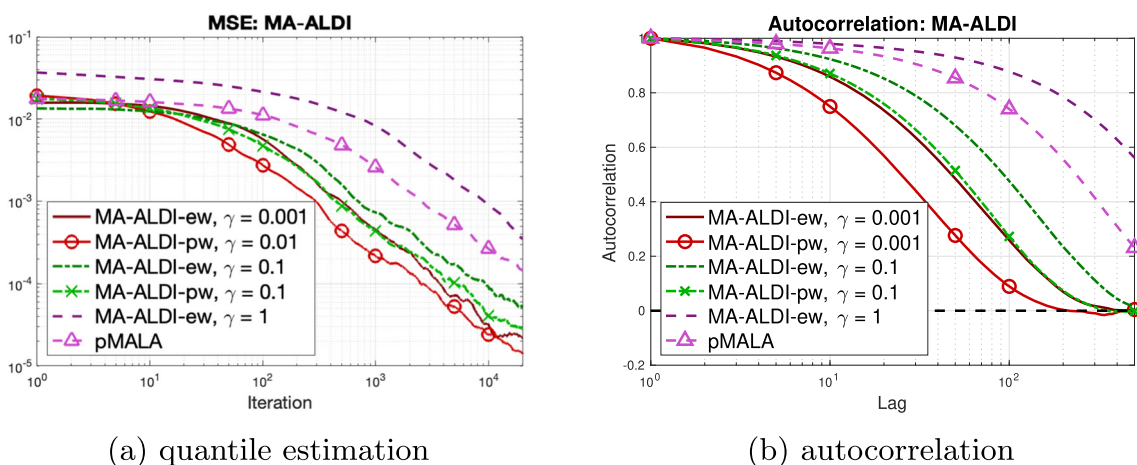 MSE: MA-ALDI
10^-1
10^-2
10^-3
10^-4
10^-5
MA-ALDI-ew, γ = 0.001
MA-ALDI-pw, γ = 0.01
MA-ALDI-ew, γ = 0.1
MA-ALDI-pw, γ = 0.1
MA-ALDI-ew, γ = 1
pMALA
10^0 10^1 10^2 10^3 10^4
Iteration
(a) quantile estimation
Autocorrelation: MA-ALDI
Autocorrelation
1
0.8
0.6
0.4
0.2
0
-0.2
MA-ALDI-ew, γ = 0.001
MA-ALDI-pw, γ = 0.001
MA-ALDI-ew, γ = 0.1
MA-ALDI-pw, γ = 0.1
MA-ALDI-ew, γ = 1
pMALA
10^0 10^1 10^2
Lag
(b) autocorrelation